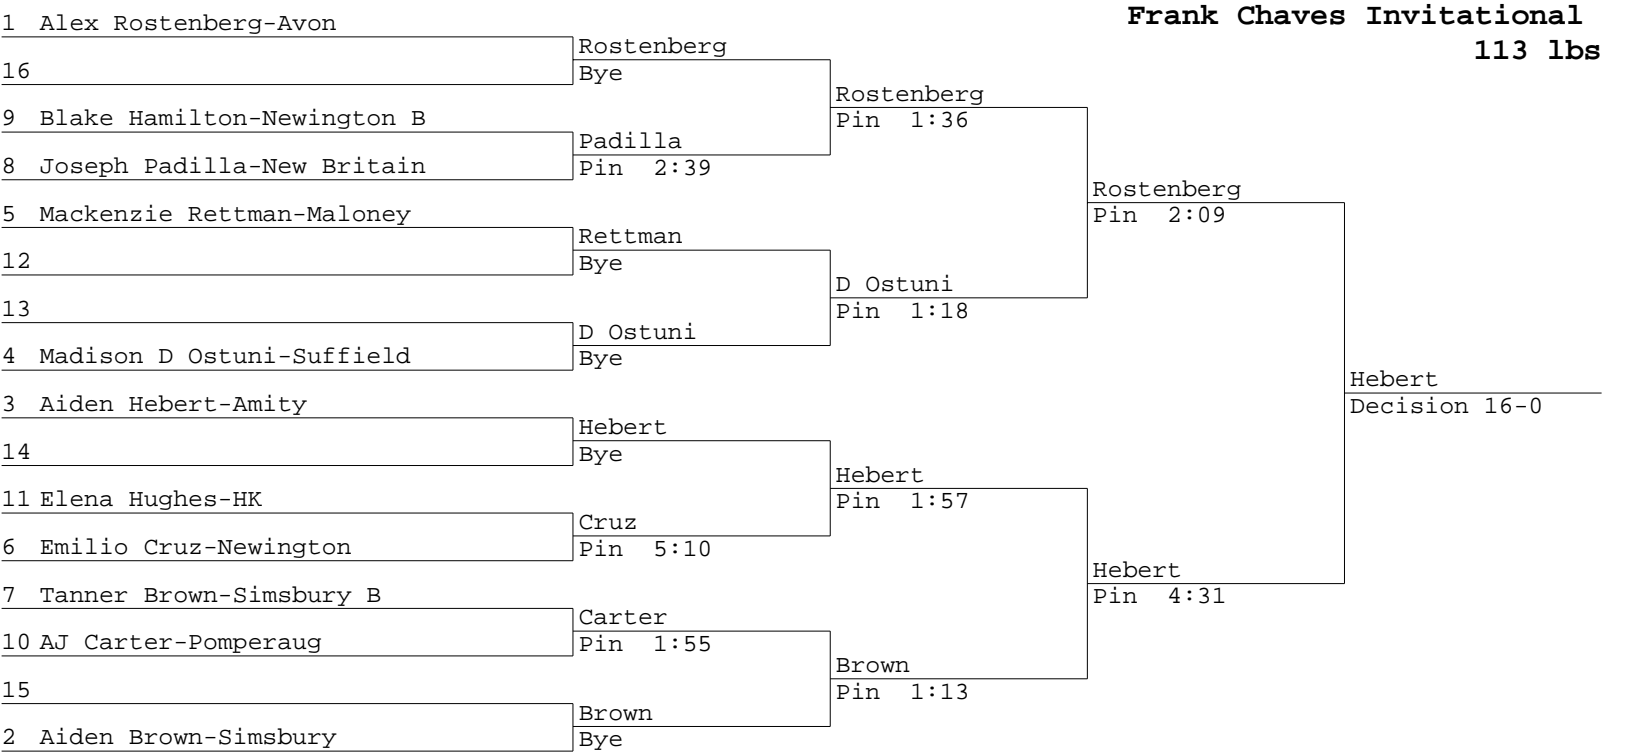 Frank Chaves Invitational
113 lbs
1 Alex Rostenberg-Avon
16
9 Blake Hamilton-Newington B
8 Joseph Padilla-New Britain
5 Mackenzie Rettman-Maloney
12
13
4 Madison D Ostuni-Suffield
3 Aiden Hebert-Amity
14
11 Elena Hughes-HK
6 Emilio Cruz-Newington
7 Tanner Brown-Simsbury B
10 AJ Carter-Pomperaug
15
2 Aiden Brown-Simsbury
Rostenberg
Bye
Padilla
Pin 2:39
Rettman
Bye
D Ostuni
Bye
Hebert
Bye
Cruz
Pin 5:10
Carter
Pin 1:55
Brown
Bye
Rostenberg
Pin 1:36
D Ostuni
Pin 1:18
Hebert
Pin 1:57
Brown
Pin 1:13
Rostenberg
Pin 2:09
Hebert
Pin 4:31
Hebert
Decision 16-0